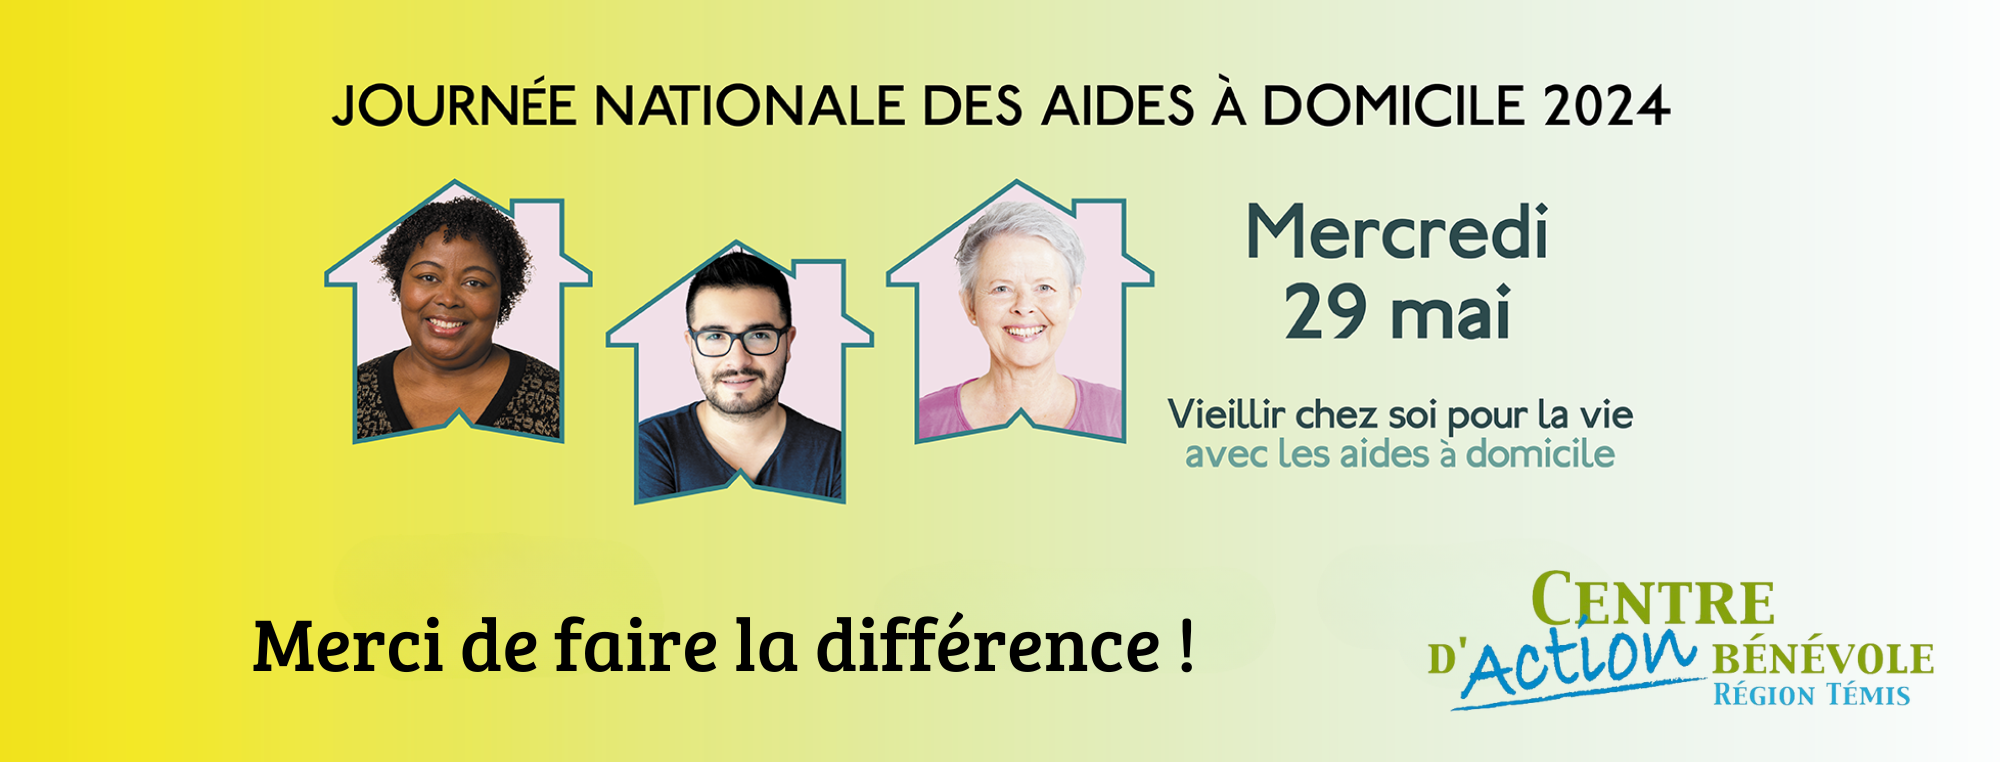 JOURNÉE NATIONALE DES AIDES À DOMICILE 2024
Mercredi
29 mai
Vieillir chez soi pour la vie
avec les aides à domicile
Merci de faire la différence !
CENTRE
D'Action BÉNÉVOLE
RÉGION TÉMIS